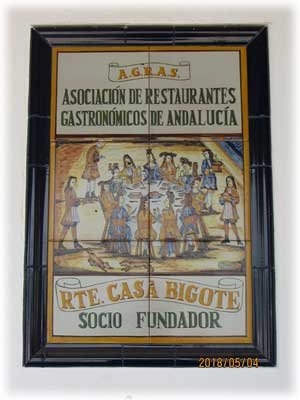 A.G.R.A.S.
ASOCIACIÓN DE RESTAURANTES
GASTRONÓMICOS DE ANDALUCÍA
RTE. CASA BIGOTE
SOCIO FUNDADOR
2018/05/04